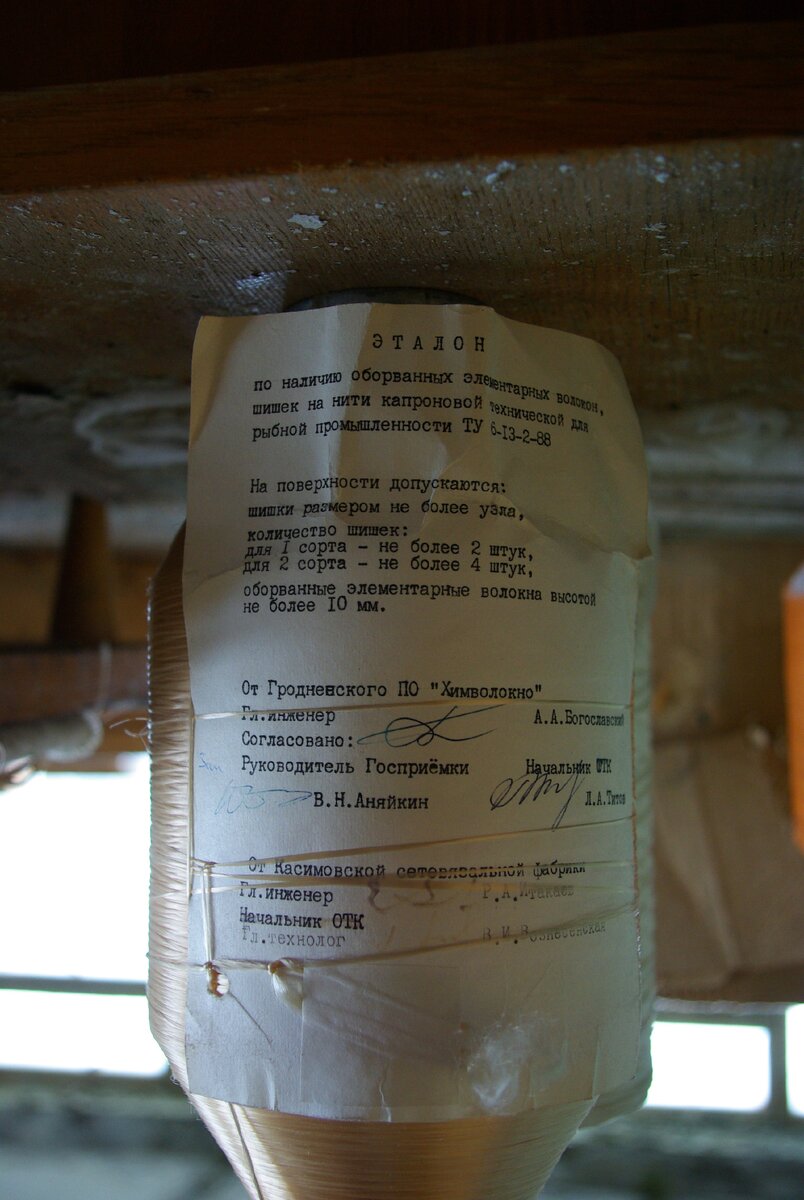 ЭТАЛОН
по наличию оборванных элементарных волокон,
шишек на нити капроновой технической для
рыбной промышленности ТУ 6-13-2-88
На поверхности допускаются:
шишки размером не более узла,
количество шишек:
для I сорта - не более 2 штук,
для 2 сорта - не более 4 штук,
оборванные элементарные волокна высотой
не более 10 мм.
От Гродненского ПО "Химволокно"
Гл.инженер А.А.Богославский
Согласовано:
Руководитель Госприёмки Начальник ОТК
В.Н.Аняйкин Л.А.Титов
От Касимовской сетевязальной фабрики
Гл.инженер Р.А.Итакаев
Начальник ОТК
Гл.технолог В.И.Вознесенская